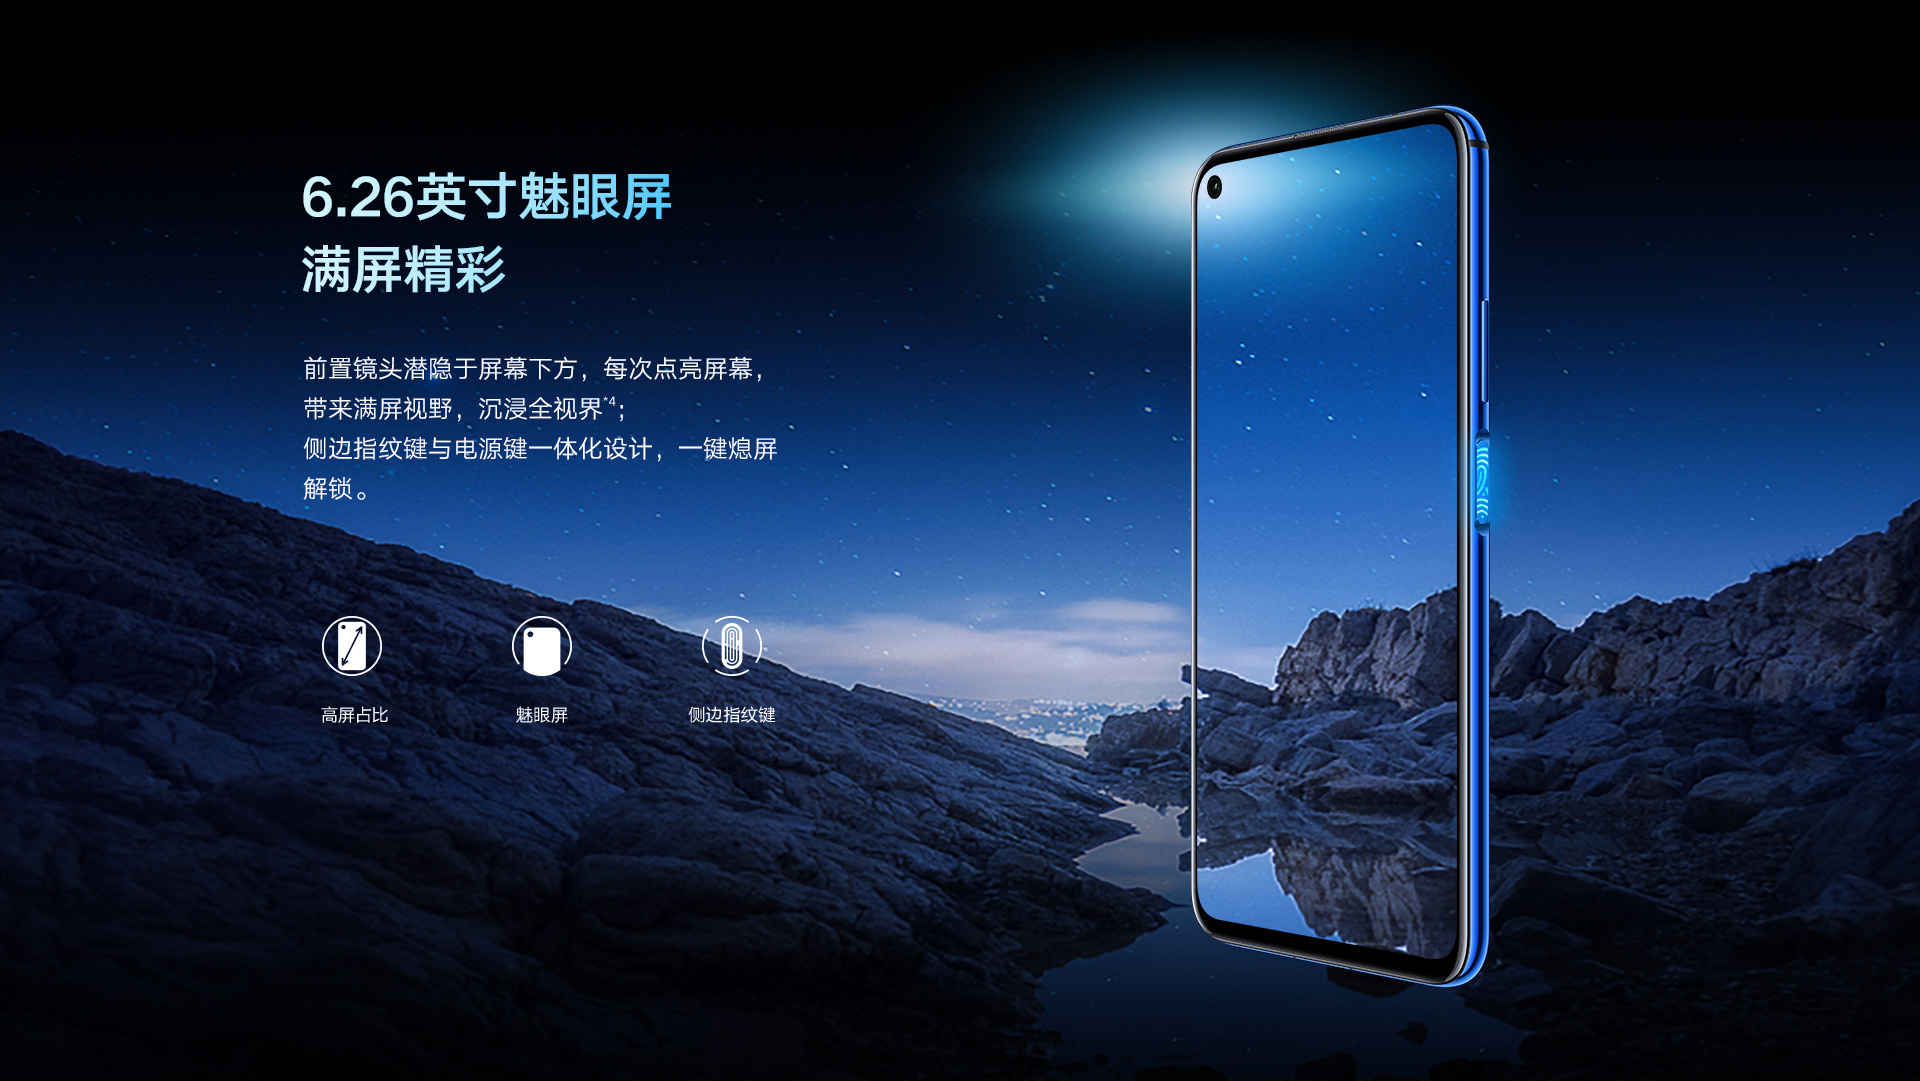 6.26英寸魅眼屏
满屏精彩
前置镜头潜隐于屏幕下方，每次点亮屏幕，
带来满屏视野，沉浸全视界*4；
侧边指纹键与电源键一体化设计，一键熄屏
解锁。
高屏占比
魅眼屏
侧边指纹键